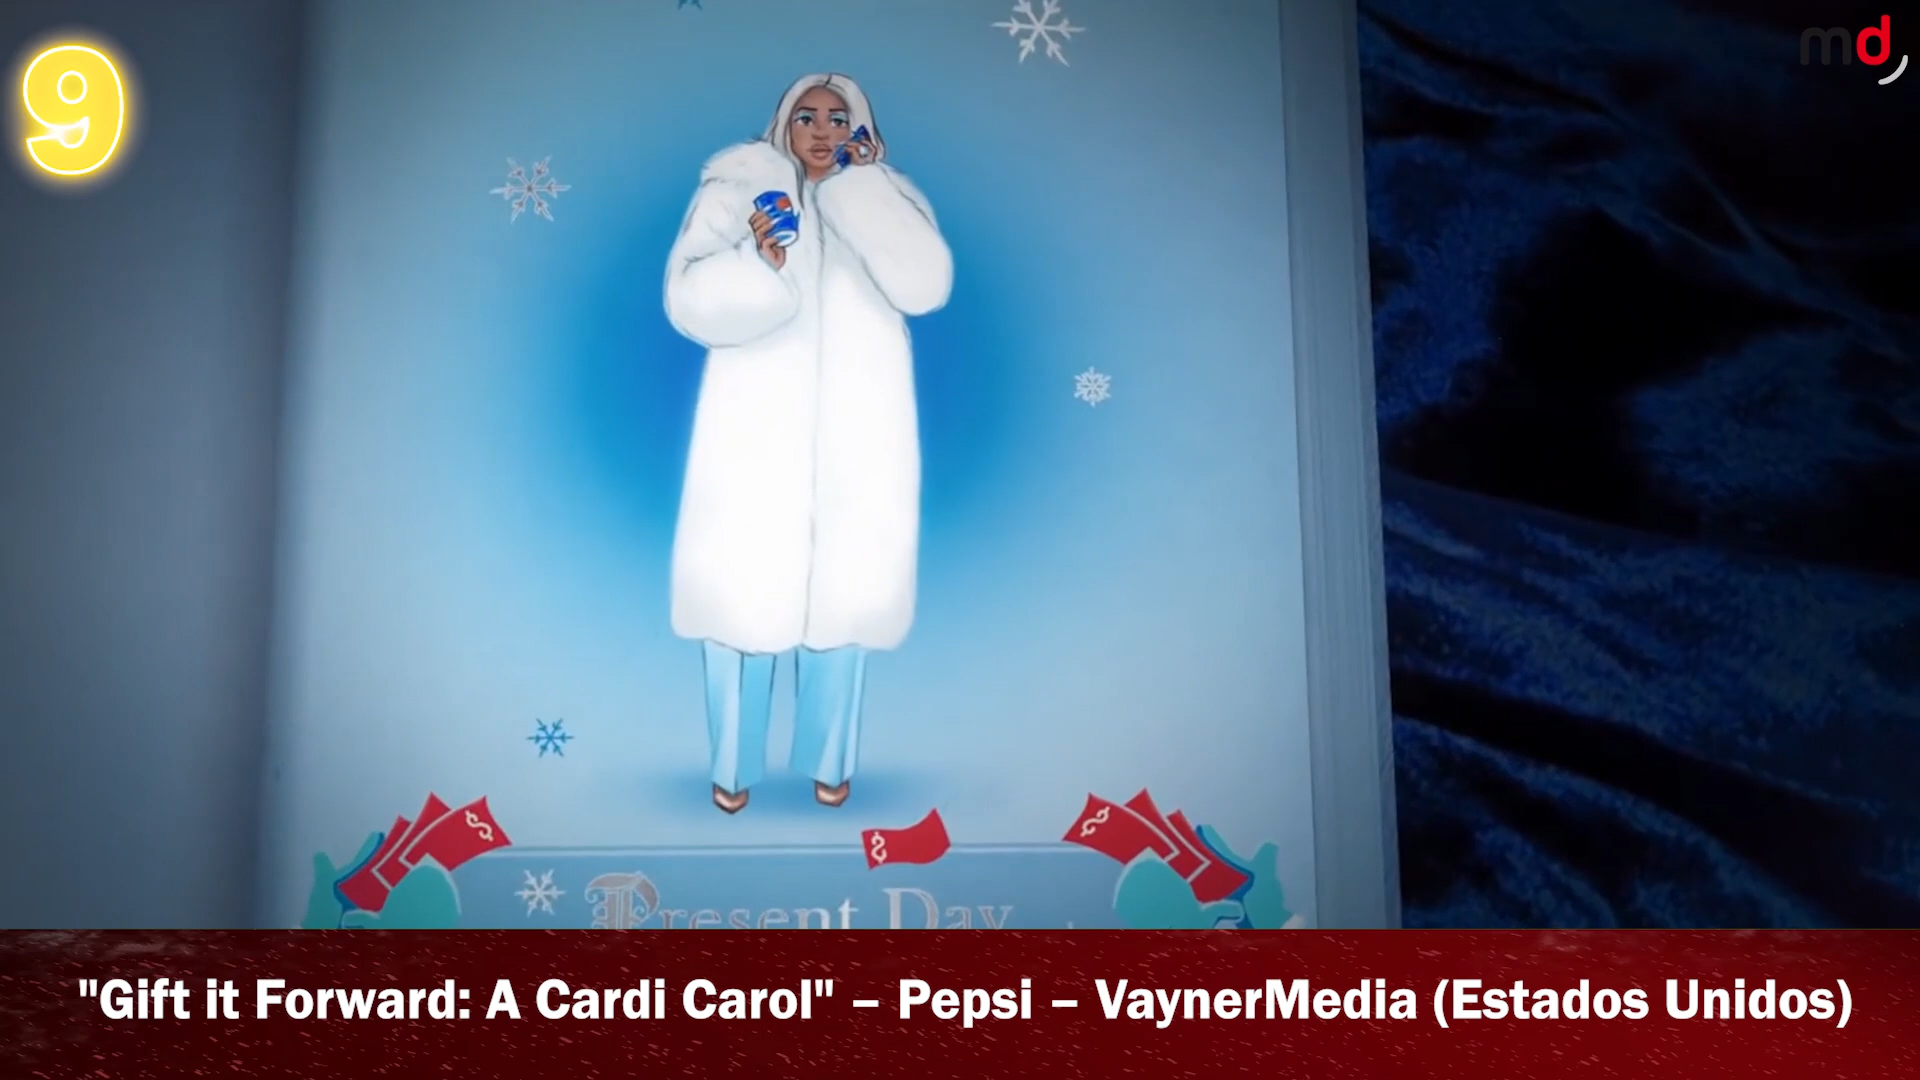 9
md
Present Day
"Gift it Forward: A Cardi Carol" – Pepsi – VaynerMedia (Estados Unidos)